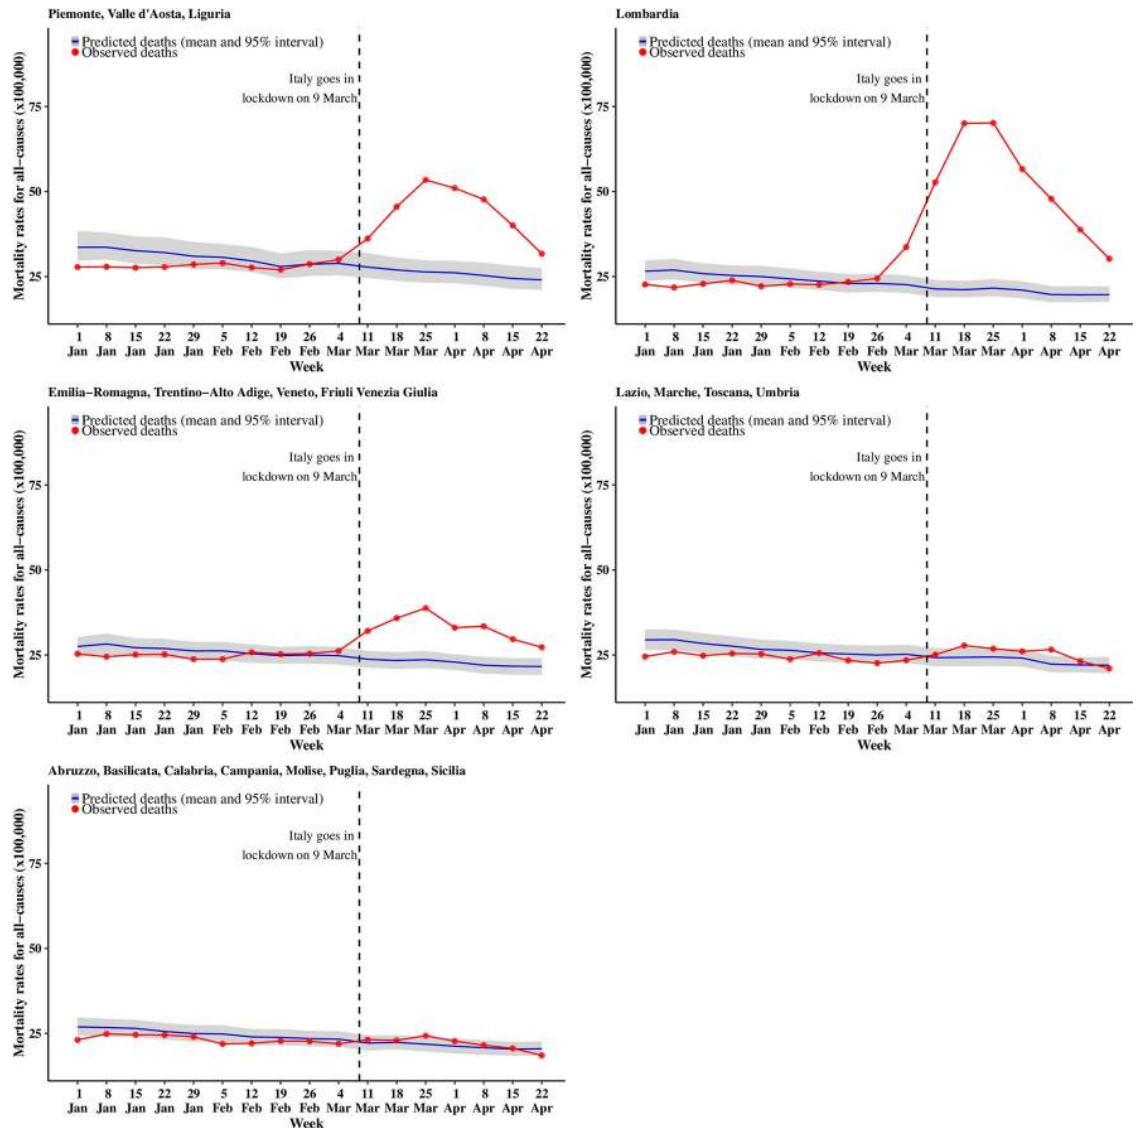 Piemonte, Valle d'Aosta, Liguria
Mortality rates for all−causes (x100,000)
Predicted deaths (mean and 95% interval)
Observed deaths
Italy goes in
lockdown on 9 March
75
50
25
1 8 15 22 29 5 12 19 26 4 11 18 25 1 8 15 22
Jan Jan Jan Jan Jan Feb Feb Feb Feb Mar Mar Mar Mar Apr Apr Apr Apr
Week
Lombardia
Mortality rates for all−causes (x100,000)
Predicted deaths (mean and 95% interval)
Observed deaths
Italy goes in
lockdown on 9 March
75
50
25
1 8 15 22 29 5 12 19 26 4 11 18 25 1 8 15 22
Jan Jan Jan Jan Jan Feb Feb Feb Feb Mar Mar Mar Mar Apr Apr Apr Apr
Week
Emilia−Romagna, Trentino−Alto Adige, Veneto, Friuli Venezia Giulia
Mortality rates for all−causes (x100,000)
Predicted deaths (mean and 95% interval)
Observed deaths
Italy goes in
lockdown on 9 March
75
50
25
1 8 15 22 29 5 12 19 26 4 11 18 25 1 8 15 22
Jan Jan Jan Jan Jan Feb Feb Feb Feb Mar Mar Mar Mar Apr Apr Apr Apr
Week
Lazio, Marche, Toscana, Umbria
Mortality rates for all−causes (x100,000)
Predicted deaths (mean and 95% interval)
Observed deaths
Italy goes in
lockdown on 9 March
75
50
25
1 8 15 22 29 5 12 19 26 4 11 18 25 1 8 15 22
Jan Jan Jan Jan Jan Feb Feb Feb Feb Mar Mar Mar Mar Apr Apr Apr Apr
Week
Abruzzo, Basilicata, Calabria, Campania, Molise, Puglia, Sardegna, Sicilia
Mortality rates for all−causes (x100,000)
Predicted deaths (mean and 95% interval)
Observed deaths
Italy goes in
lockdown on 9 March
75
50
25
1 8 15 22 29 5 12 19 26 4 11 18 25 1 8 15 22
Jan Jan Jan Jan Jan Feb Feb Feb Feb Mar Mar Mar Mar Apr Apr Apr Apr
Week